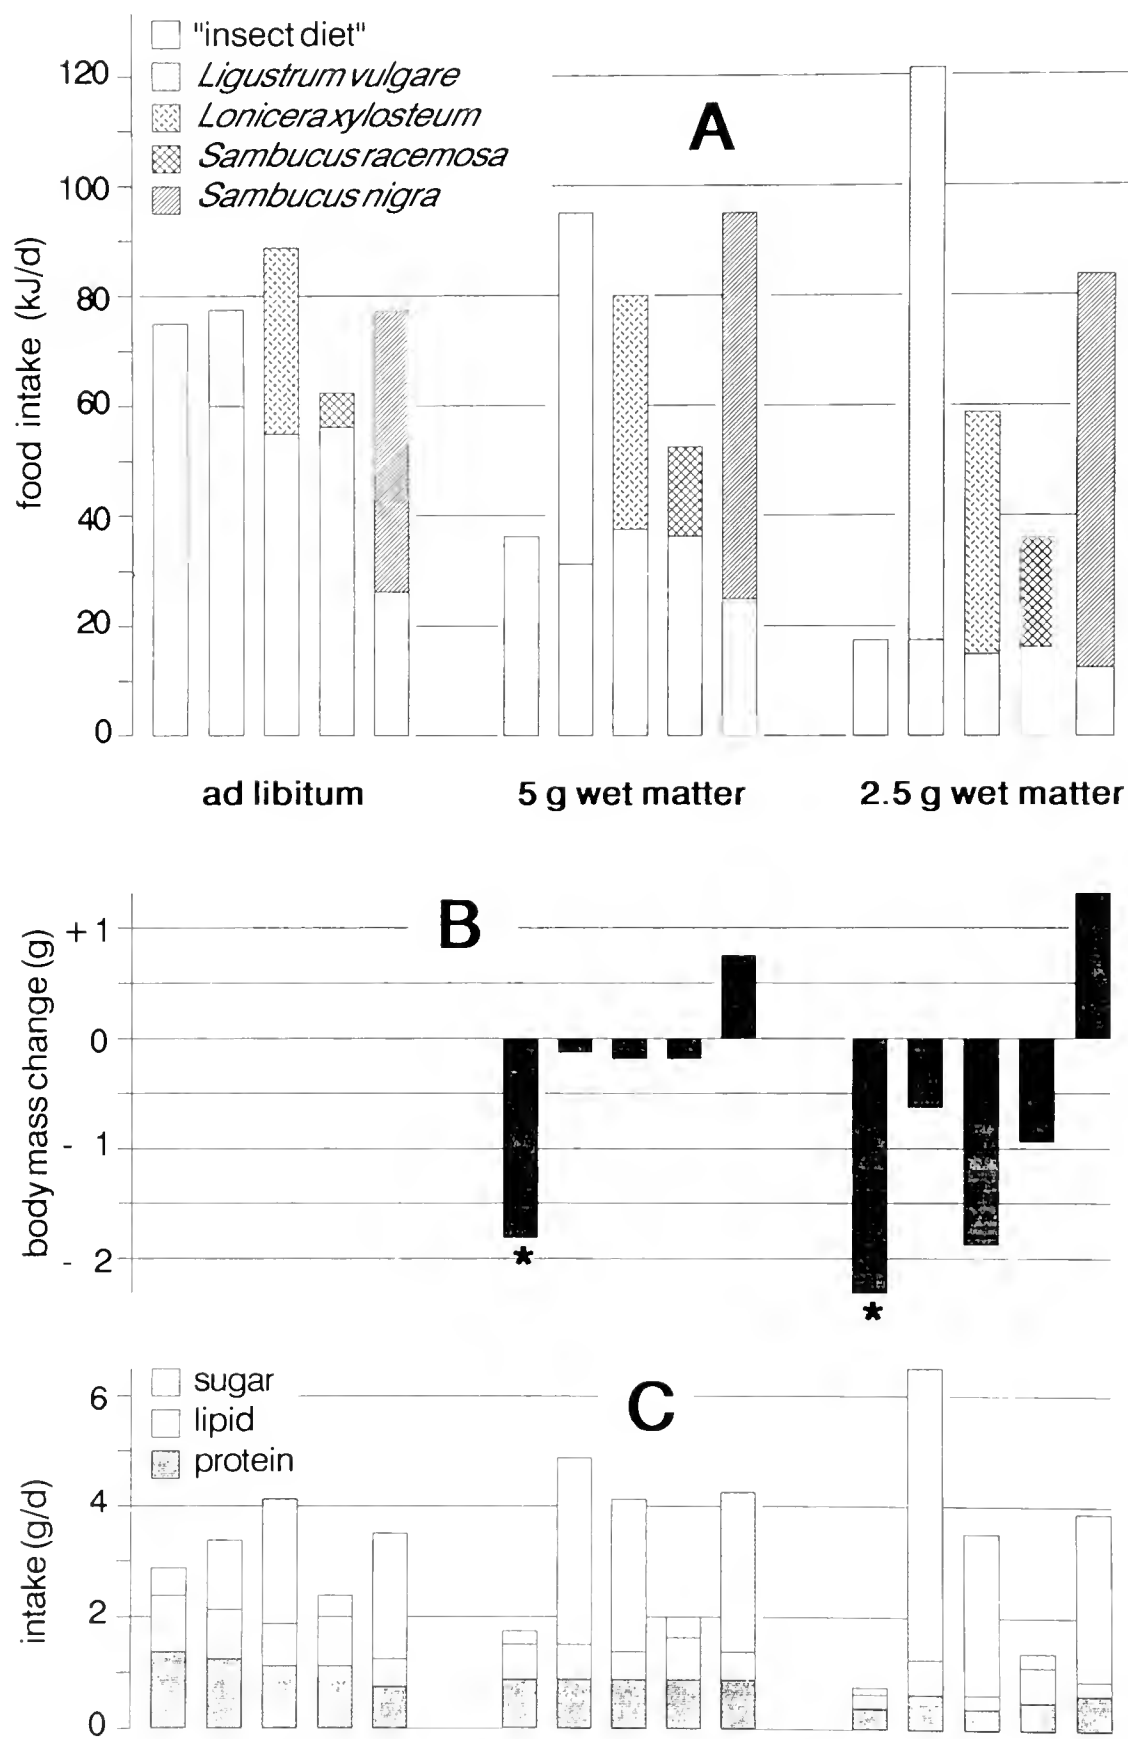 "insect diet"
Ligustrum vulgare
Lonicera xylosteum
Sambucus racemosa
Sambucus nigra
A
food intake (kJ/d)
120
100
80
60
40
20
0
ad libitum
5 g wet matter
2.5 g wet matter
B
body mass change (g)
+ 1
0
- 1
- 2
*
*
C
sugar
lipid
protein
intake (g/d)
6
4
2
0